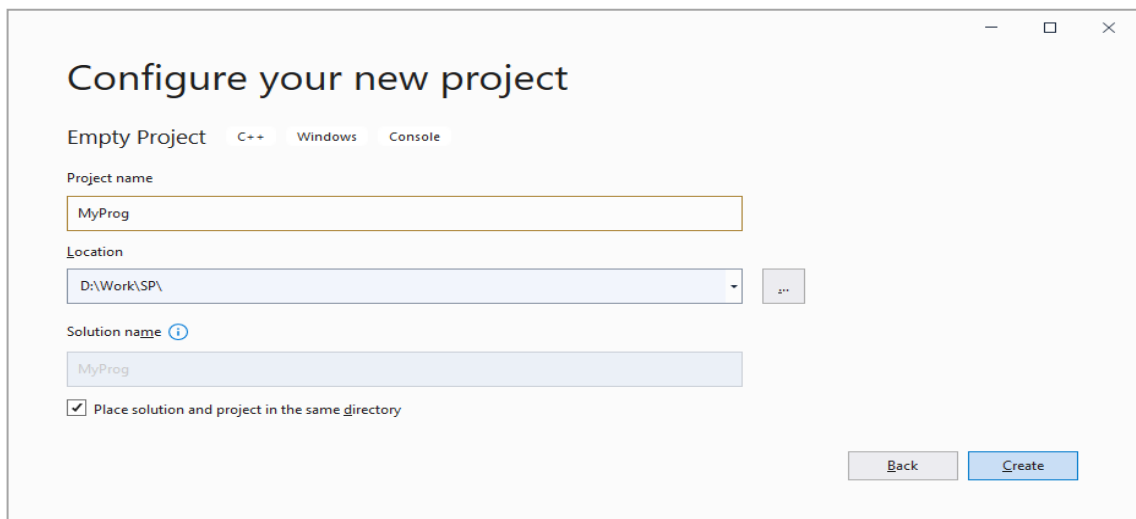 Configure your new project
Empty Project C++ Windows Console
Project name
MyProg
Location
D:\Work\SP\
...
Solution name
MyProg
Place solution and project in the same directory
Back Create